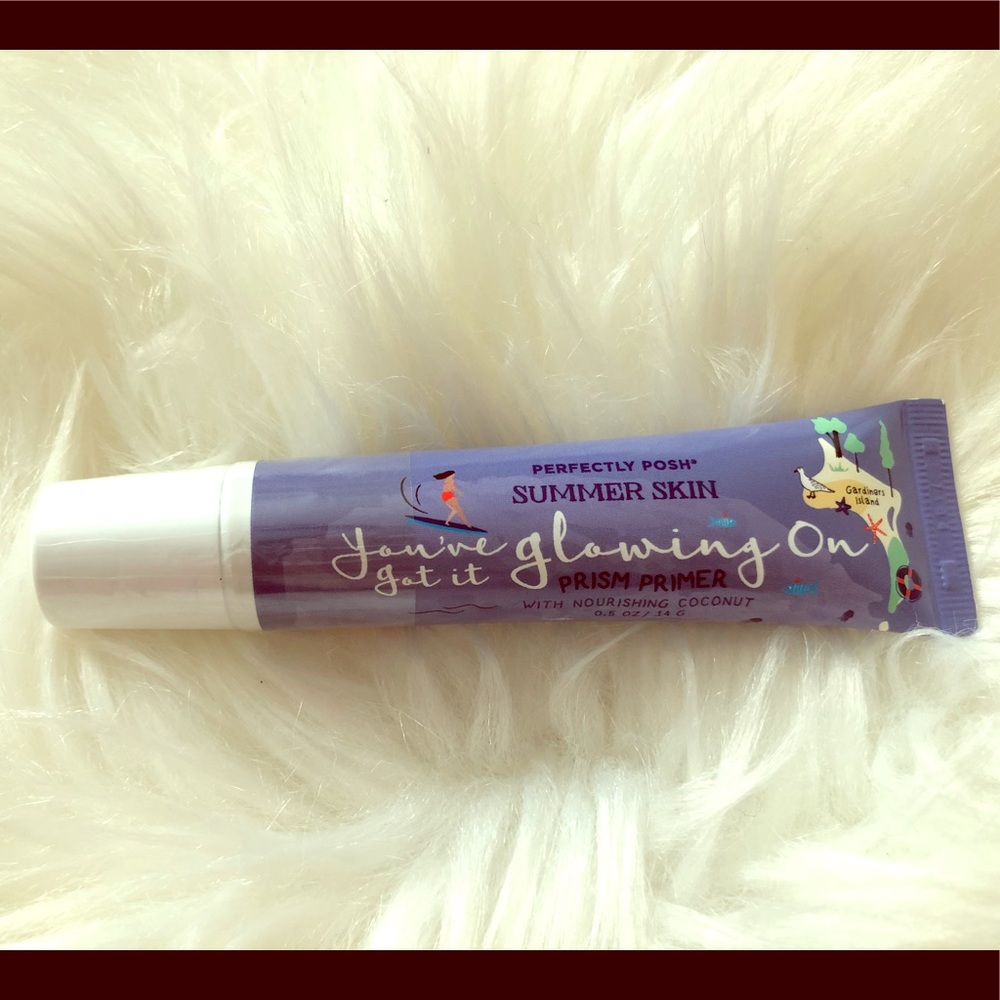 PERFECTLY POSH®
SUMMER SKIN
You've got it glowing On
PRISM PRIMER
WITH NOURISHING COCONUT
0.5 OZ / 14 G
Gardiners
Island